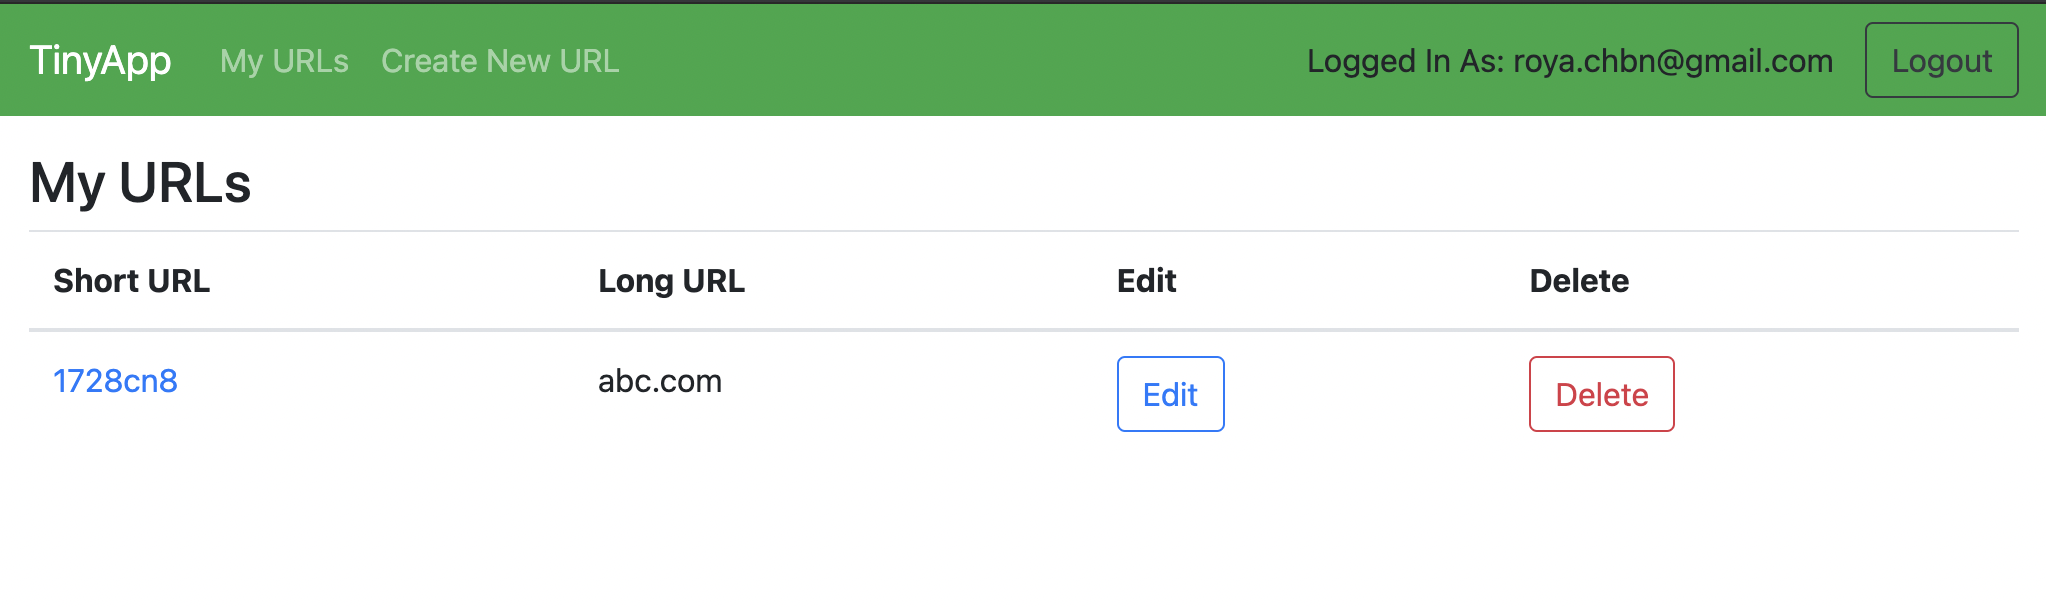 TinyApp My URLs Create New URL Logged In As: roya.chbn@gmail.com Logout
My URLs
Short URL Long URL Edit Delete
1728cn8 abc.com Edit Delete